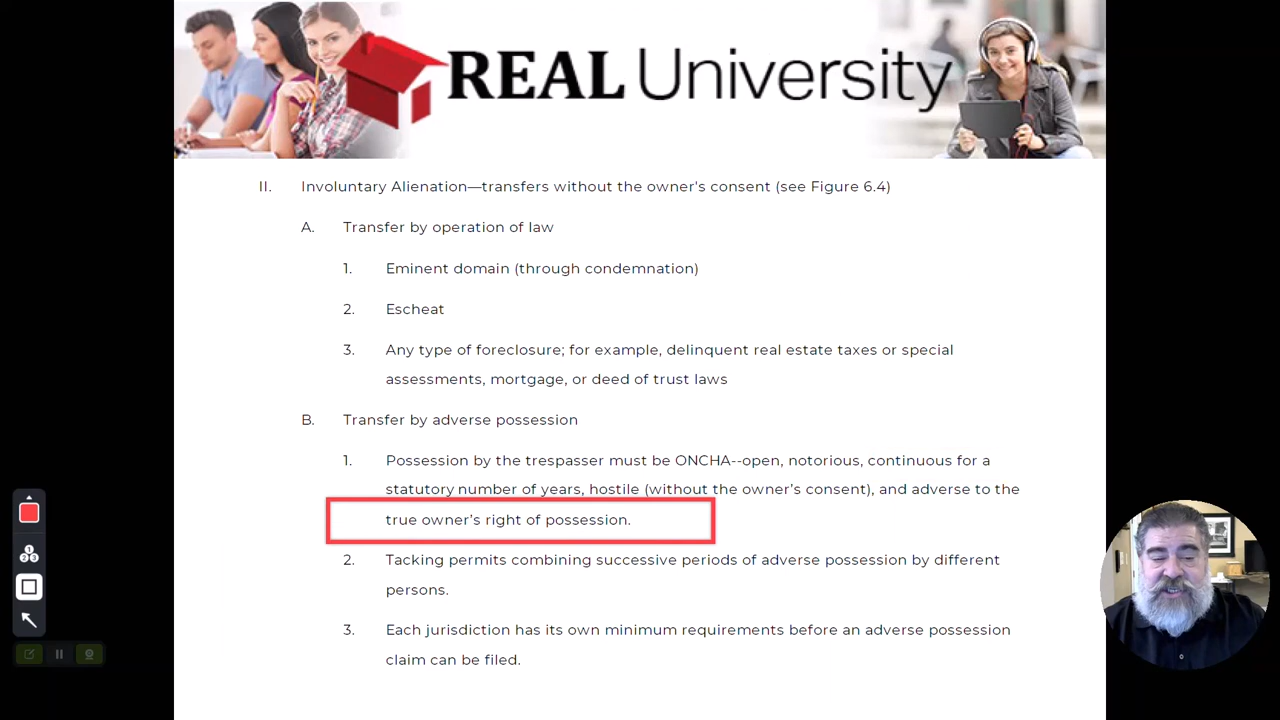 REAL University
II. Involuntary Alienation—transfers without the owner's consent (see Figure 6.4)
A. Transfer by operation of law
1. Eminent domain (through condemnation)
2. Escheat
3. Any type of foreclosure; for example, delinquent real estate taxes or special
assessments, mortgage, or deed of trust laws
B. Transfer by adverse possession
1. Possession by the trespasser must be ONCHA--open, notorious, continuous for a
statutory number of years, hostile (without the owner’s consent), and adverse to the
true owner’s right of possession.
2. Tacking permits combining successive periods of adverse possession by different
persons.
3. Each jurisdiction has its own minimum requirements before an adverse possession
claim can be filed.